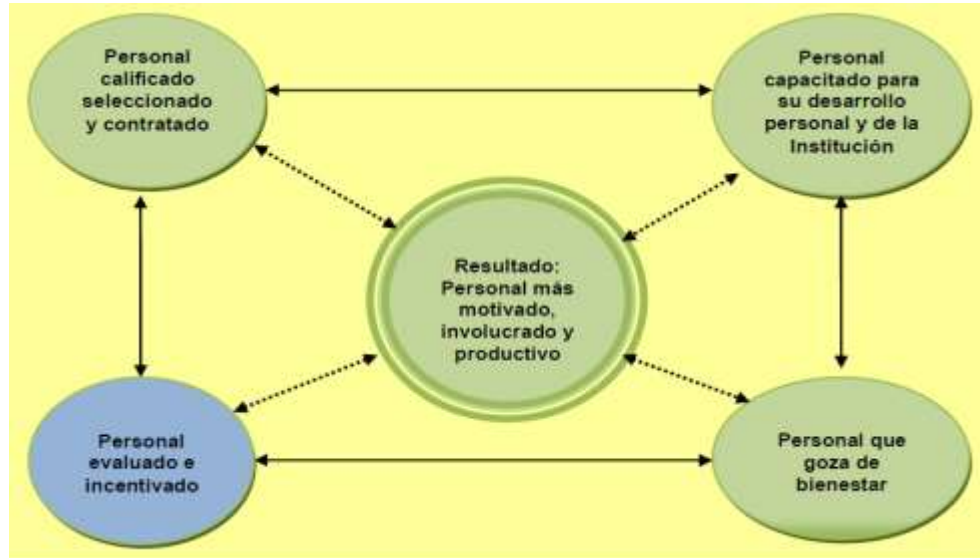 Personal
calificado
seleccionado
y contratado
Personal
capacitado para
su desarrollo
personal y de la
Institución
Resultado:
Personal más
motivado,
involucrado y
productivo
Personal
evaluado e
incentivado
Personal que
goza de
bienestar